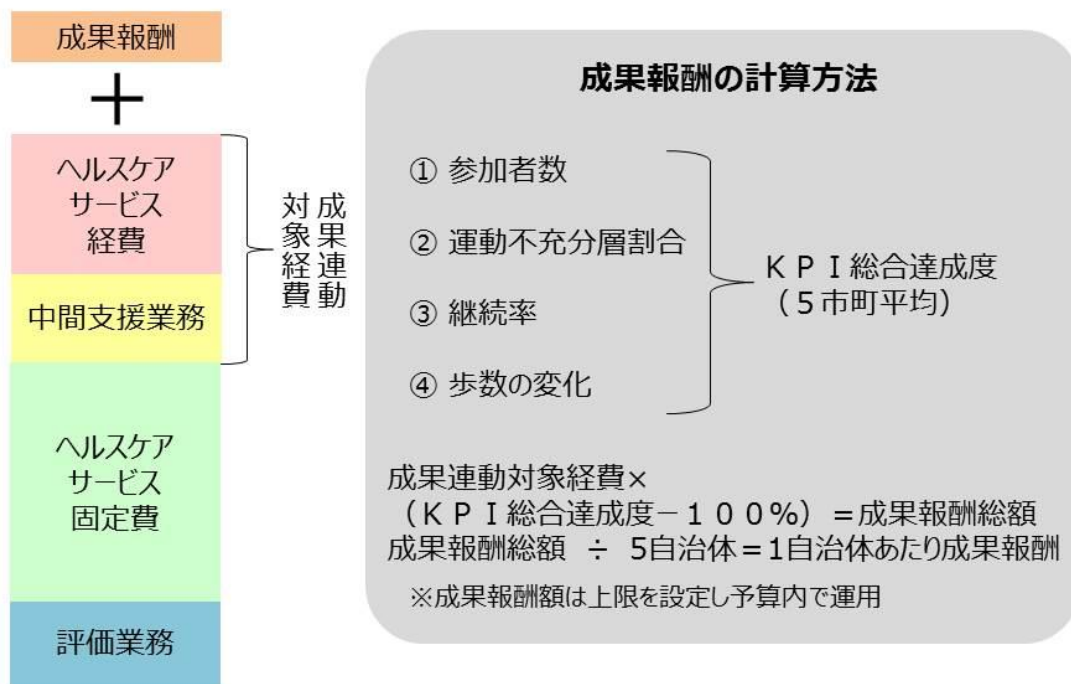 成果報酬
＋
ヘルスケア
サービス
経費
中間支援業務
ヘルスケア
サービス
固定費
評価業務
成果連動
対象経費
成果報酬の計算方法
① 参加者数
② 運動不充分層割合
③ 継続率
④ 歩数の変化
ＫＰＩ総合達成度
（５市町平均）
成果連動対象経費×
（ＫＰＩ総合達成度－１００％）＝成果報酬総額
成果報酬総額 ÷ 5自治体＝1自治体あたり成果報酬
※成果報酬額は上限を設定し予算内で運用